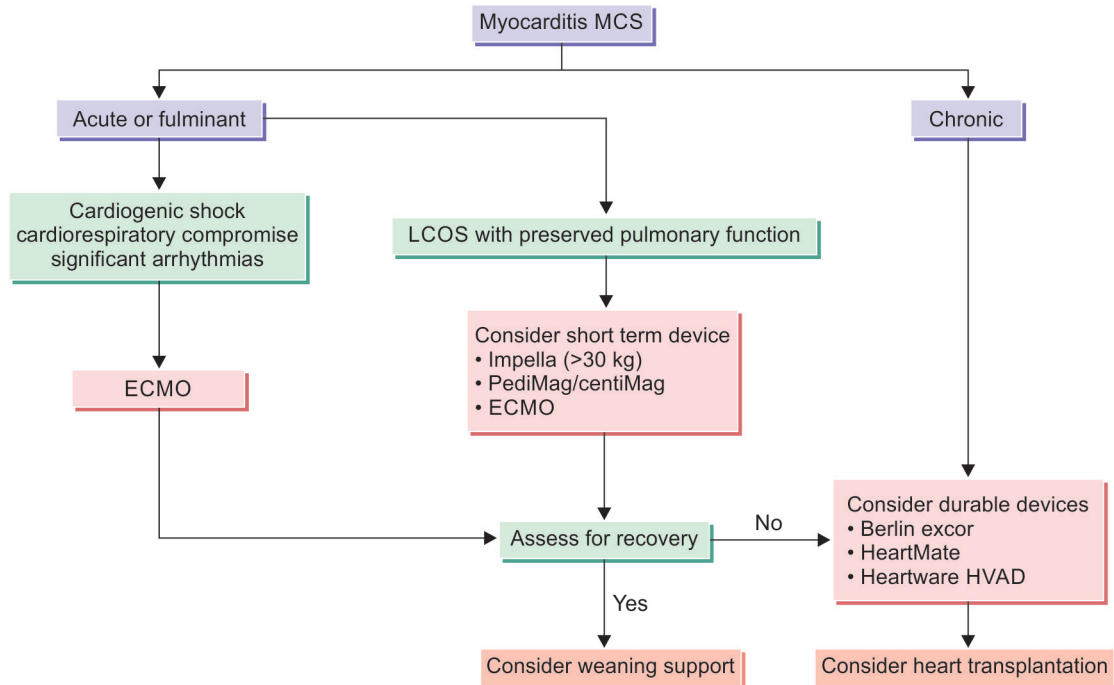 Myocarditis MCS
Acute or fulminant
Chronic
Cardiogenic shock
cardiorespiratory compromise
significant arrhythmias
LCOS with preserved pulmonary function
Consider short term device
• Impella (>30 kg)
• PediMag/centiMag
• ECMO
ECMO
Consider durable devices
• Berlin excor
• HeartMate
• Heartware HVAD
Assess for recovery
No
Yes
Consider weaning support
Consider heart transplantation